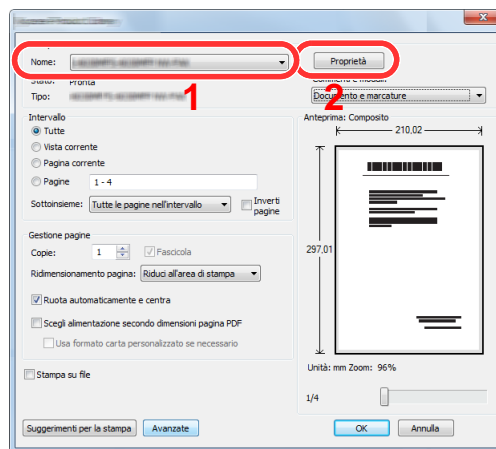 Nome:
Proprietà
Stato: Pronta
Commenti e moduli:
Tipo:
1
2
Documento e marcature
Intervallo
Tutte
Vista corrente
Pagina corrente
Pagine 1 - 4
Sottoinsieme: Tutte le pagine nell'intervallo
Inverti
pagine
Anteprima: Composito
210,02
297,01
Gestione pagine
Copie: 1 Fascicola
Ridimensionamento pagina: Riduci all'area di stampa
Ruota automaticamente e centra
Scegli alimentazione secondo dimensioni pagina PDF
Usa formato carta personalizzato se necessario
Stampa su file
Unità: mm Zoom: 96%
1/4
Suggerimenti per la stampa
Avanzate
OK
Annulla